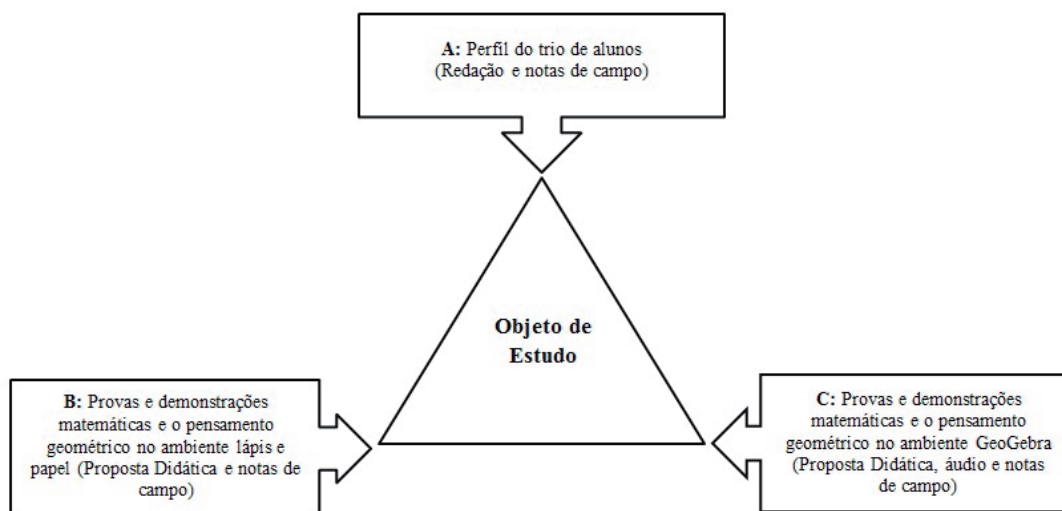 A: Perfil do trio de alunos
(Redação e notas de campo)
Objeto de
Estudo
B: Provas e demonstrações
matemáticas e o pensamento
geométrico no ambiente lápis e
papel (Proposta Didática e notas de
campo)
C: Provas e demonstrações
matemáticas e o pensamento
geométrico no ambiente GeoGebra
(Proposta Didática, áudio e notas
de campo)